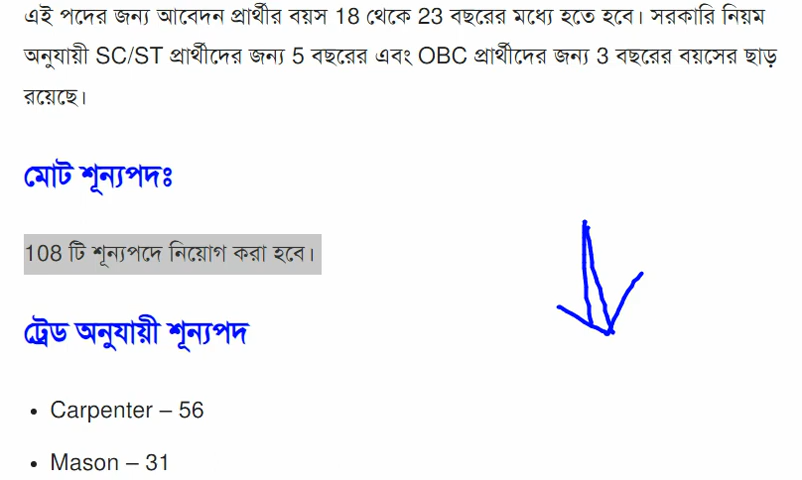 এই পদের জন্য আবেদন প্রার্থীর বয়স 18 থেকে 23 বছরের মধ্যে হতে হবে। সরকারি নিয়ম
অনুযায়ী SC/ST প্রার্থীদের জন্য 5 বছরের এবং OBC প্রার্থীদের জন্য 3 বছরের বয়সের ছাড়
রয়েছে।
মোট শূন্যপদঃ
108 টি শূন্যপদে নিয়োগ করা হবে।
ট্রেড অনুযায়ী শূন্যপদ
• Carpenter – 56
• Mason – 31